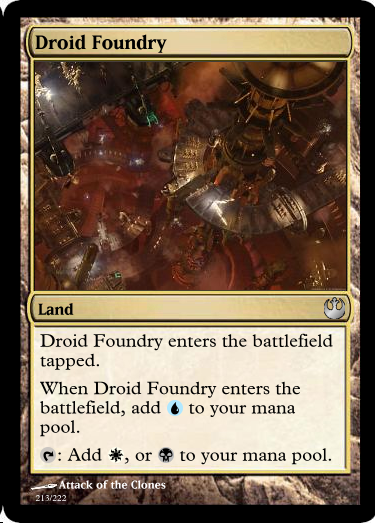 Droid Foundry
Land
Droid Foundry enters the battlefield
tapped.
When Droid Foundry enters the
battlefield, add to your mana
pool.
: Add , or to your mana pool.
Attack of the Clones
213/222